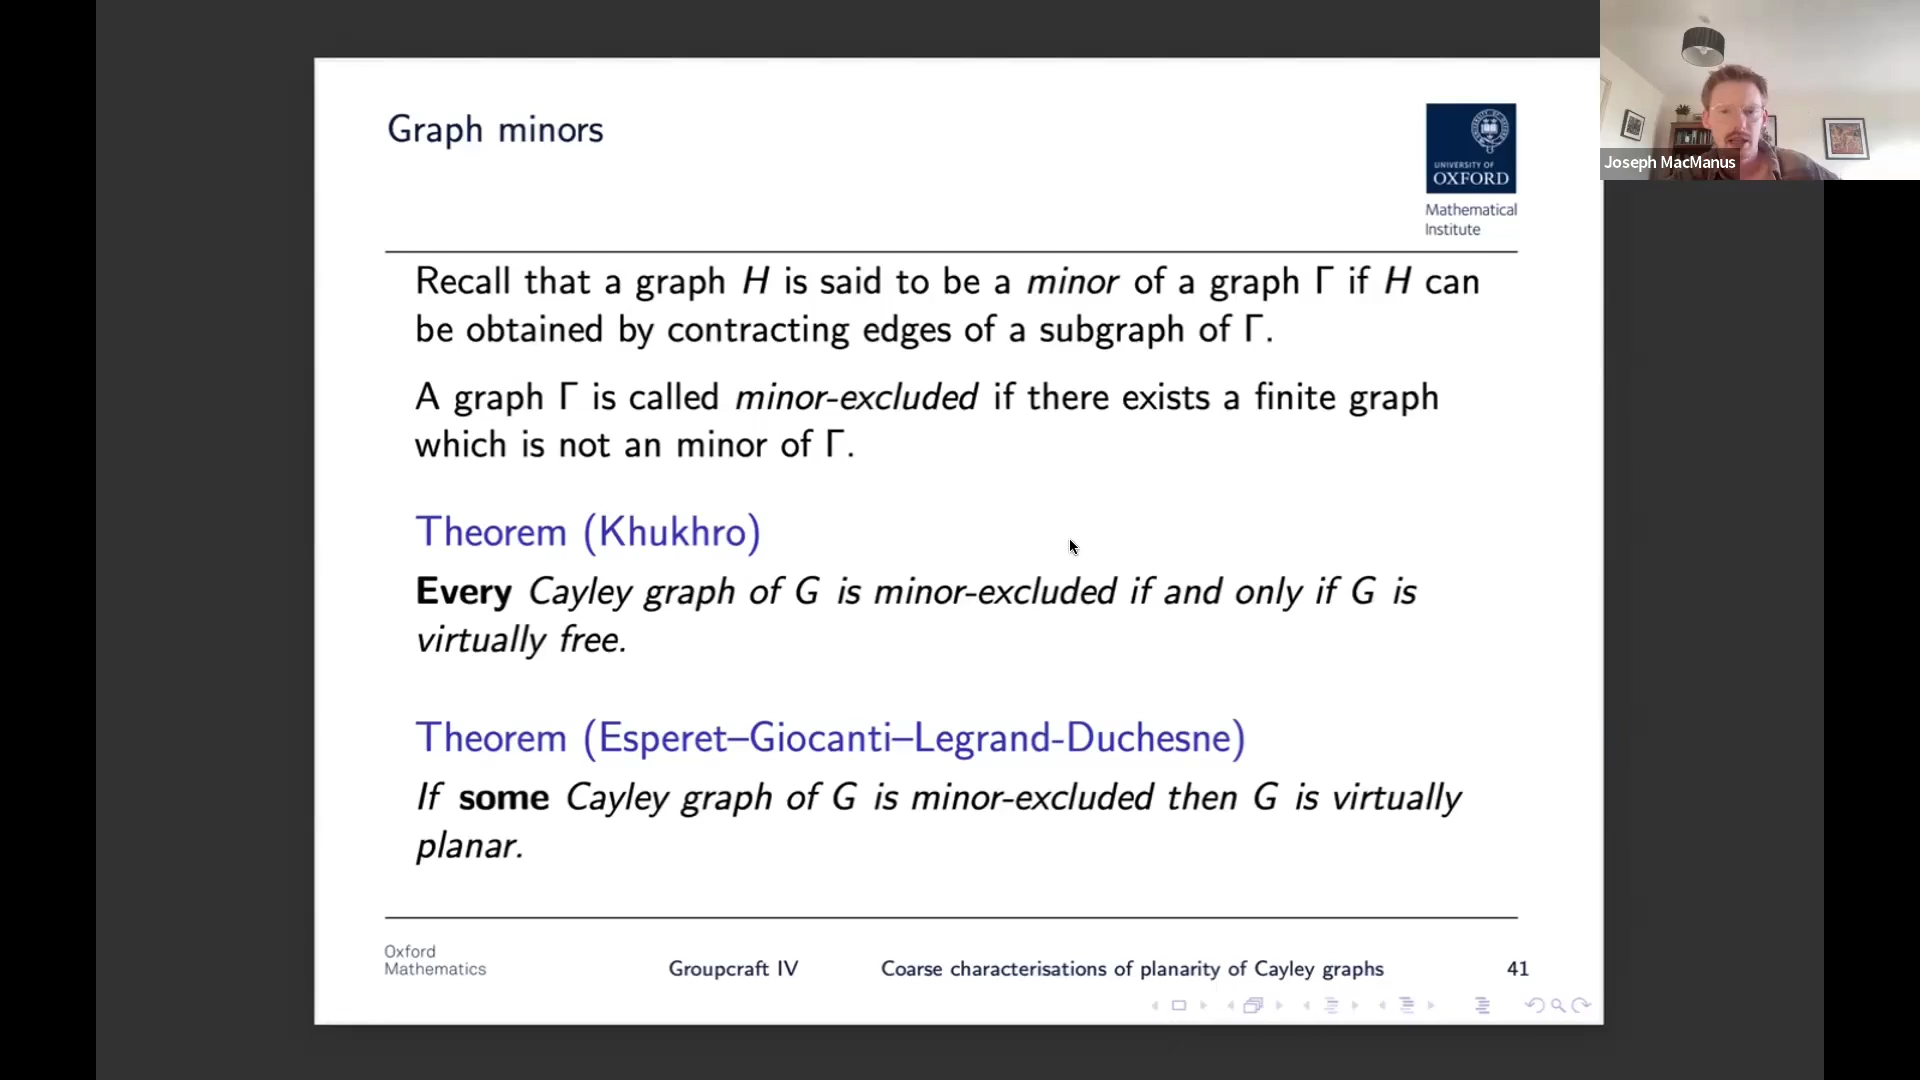 Graph minors
UNIVERSITY OF
OXFORD
Mathematical
Institute
Joseph MacManus
Recall that a graph H is said to be a minor of a graph Γ if H can
be obtained by contracting edges of a subgraph of Γ.
A graph Γ is called minor-excluded if there exists a finite graph
which is not an minor of Γ.
Theorem (Khukhro)
Every Cayley graph of G is minor-excluded if and only if G is
virtually free.
Theorem (Esperet–Giocanti–Legrand-Duchesne)
If some Cayley graph of G is minor-excluded then G is virtually
planar.
Oxford
Mathematics
Groupcraft IV
Coarse characterisations of planarity of Cayley graphs
41